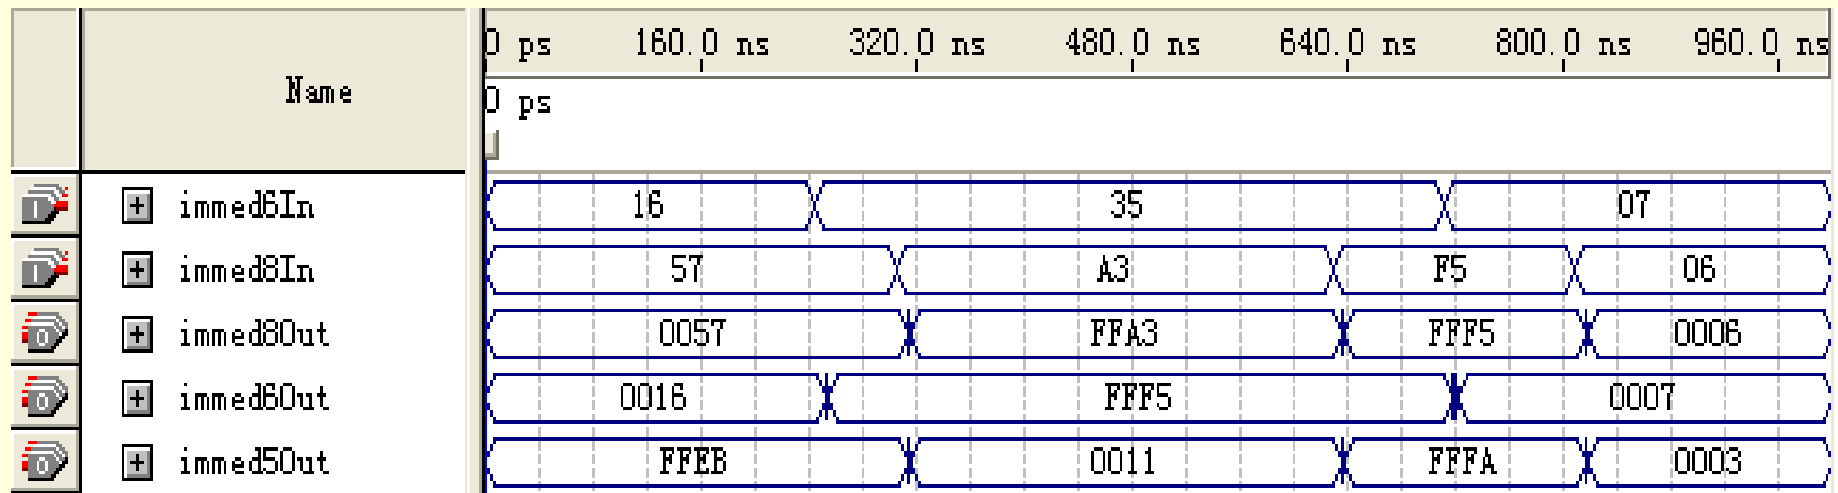 0 ps 160.0 ns 320.0 ns 480.0 ns 640.0 ns 800.0 ns 960.0 ns
Name
0 ps
immed6In 16 35 07
immed8In 57 A3 F5 06
immed8Out 0057 FFA3 FFF5 0006
immed6Out 0016 FFF5 0007
immed5Out FFEB 0011 FFFA 0003